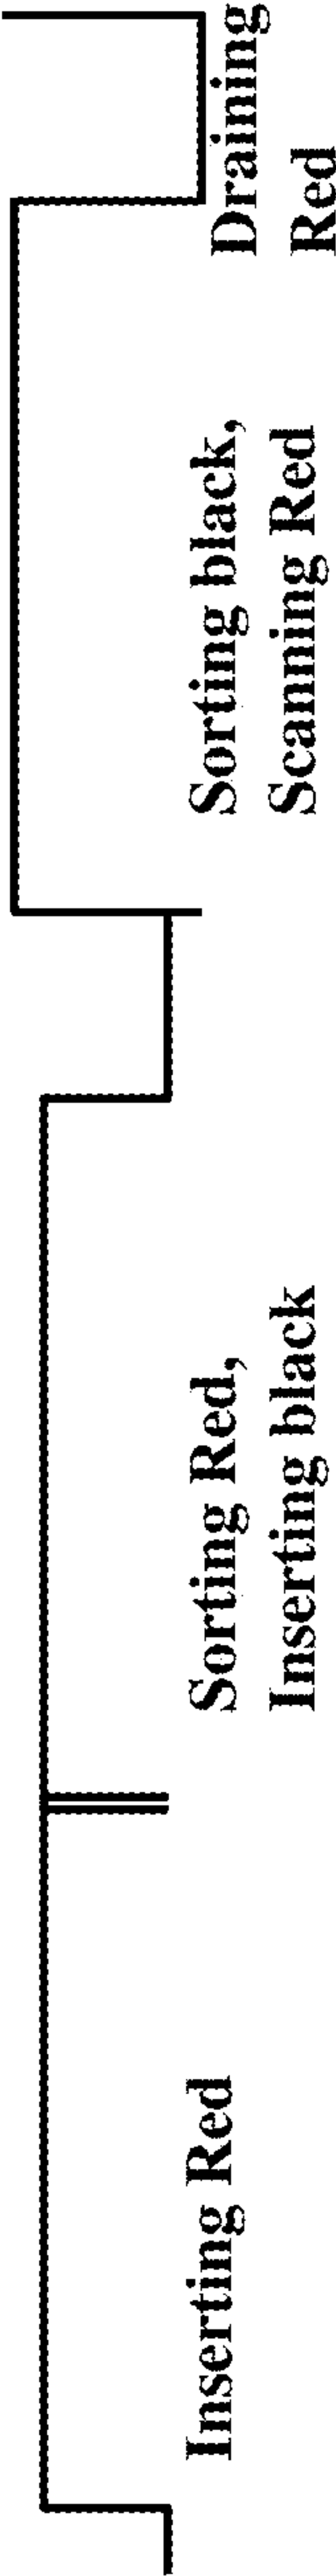 Inserting Red
Sorting Red,
Inserting black
Sorting black,
Scanning Red
Draining
Red